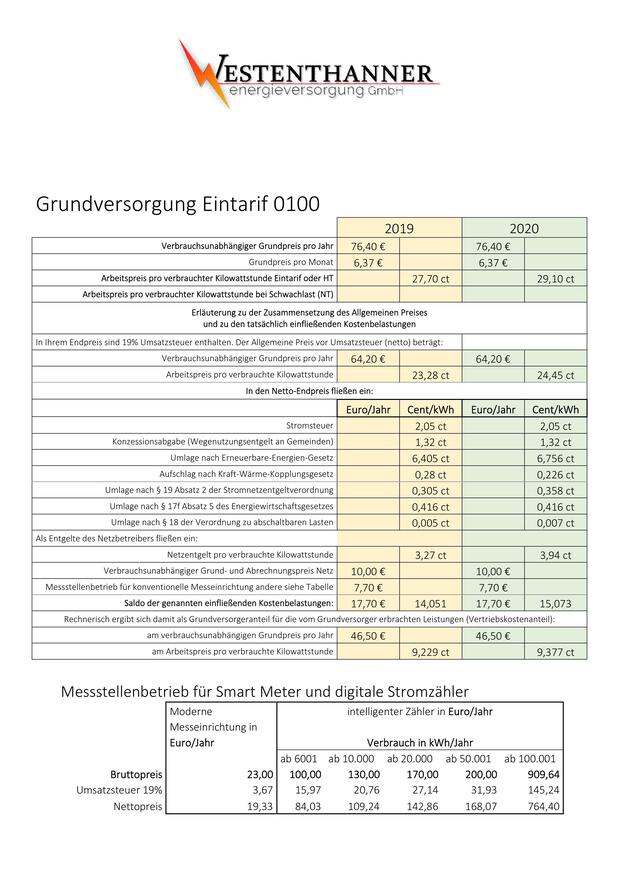 WESTENTHANNER
energieversorgung GmbH
Grundversorgung Eintarif 0100
2019 2020
Verbrauchsunabhängiger Grundpreis pro Jahr 76,40 € 76,40 €
Grundpreis pro Monat 6,37 € 6,37 €
Arbeitspreis pro verbrauchter Kilowattstunde Eintarif oder HT 27,70 ct 29,10 ct
Arbeitspreis pro verbrauchter Kilowattstunde bei Schwachlast (NT)
Erläuterung zu der Zusammensetzung des Allgemeinen Preises
und zu den tatsächlich einfließenden Kostenbelastungen
In Ihrem Endpreis sind 19% Umsatzsteuer enthalten. Der Allgemeine Preis vor Umsatzsteuer (netto) beträgt:
Verbrauchsunabhängiger Grundpreis pro Jahr 64,20 € 64,20 €
Arbeitspreis pro verbrauchte Kilowattstunde 23,28 ct 24,45 ct
In den Netto-Endpreis fließen ein:
Euro/Jahr Cent/kWh Euro/Jahr Cent/kWh
Stromsteuer 2,05 ct 2,05 ct
Konzessionsabgabe (Wegenutzungsentgelt an Gemeinden) 1,32 ct 1,32 ct
Umlage nach Erneuerbare-Energien-Gesetz 6,405 ct 6,756 ct
Aufschlag nach Kraft-Wärme-Kopplungsgesetz 0,28 ct 0,226 ct
Umlage nach § 19 Absatz 2 der Stromnetzentgeltverordnung 0,305 ct 0,358 ct
Umlage nach § 17f Absatz 5 des Energiewirtschaftsgesetzes 0,416 ct 0,416 ct
Umlage nach § 18 der Verordnung zu abschaltbaren Lasten 0,005 ct 0,007 ct
Als Entgelte des Netzbetreibers fließen ein:
Netzentgelt pro verbrauchte Kilowattstunde 3,27 ct 3,94 ct
Verbrauchsunabhängiger Grund- und Abrechnungspreis Netz 10,00 € 10,00 €
Messstellenbetrieb für konventionelle Messeinrichtung andere siehe Tabelle 7,70 € 7,70 €
Saldo der genannten einfließenden Kostenbelastungen: 17,70 € 14,051 17,70 € 15,073
Rechnerisch ergibt sich damit als Grundversorgeranteil für die vom Grundversorger erbrachten Leistungen (Vertriebskostenanteil):
am verbrauchsunabhängigen Grundpreis pro Jahr 46,50 € 46,50 €
am Arbeitspreis pro verbrauchte Kilowattstunde 9,229 ct 9,377 ct
Messstellenbetrieb für Smart Meter und digitale Stromzähler
Moderne intelligenter Zähler in Euro/Jahr
Messeinrichtung in
Euro/Jahr Verbrauch in kWh/Jahr
ab 6001 ab 10.000 ab 20.000 ab 50.001 ab 100.001
Bruttopreis 23,00 100,00 130,00 170,00 200,00 909,64
Umsatzsteuer 19% 3,67 15,97 20,76 27,14 31,93 145,24
Nettopreis 19,33 84,03 109,24 142,86 168,07 764,40